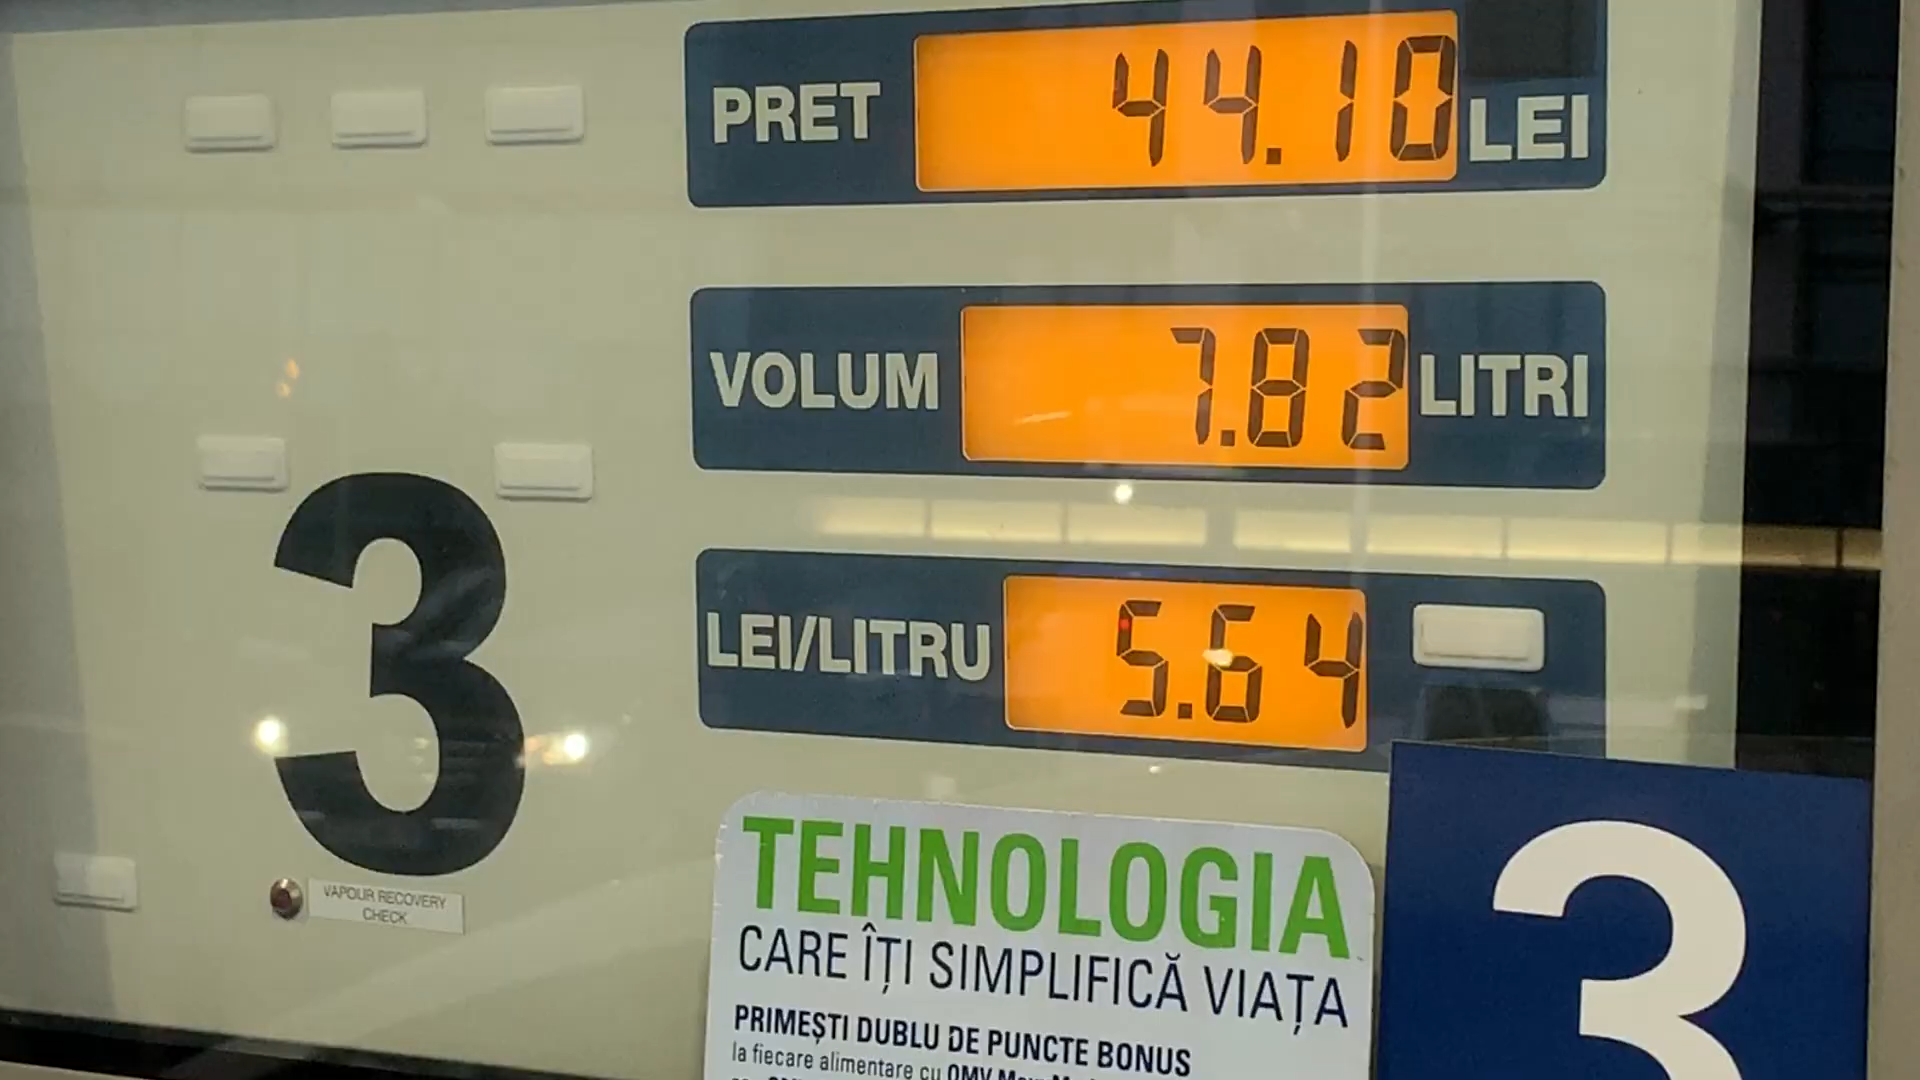 PRET 44.10 LEI
VOLUM 7.82 LITRI
LEI/LITRU 5.64
3
VAPOUR RECOVERY
CHECK
TEHNOLOGIA
CARE ÎȚI SIMPLIFICĂ VIAȚA
PRIMEȘTI DUBLU DE PUNCTE BONUS
la fiecare alimentare cu OMV
3